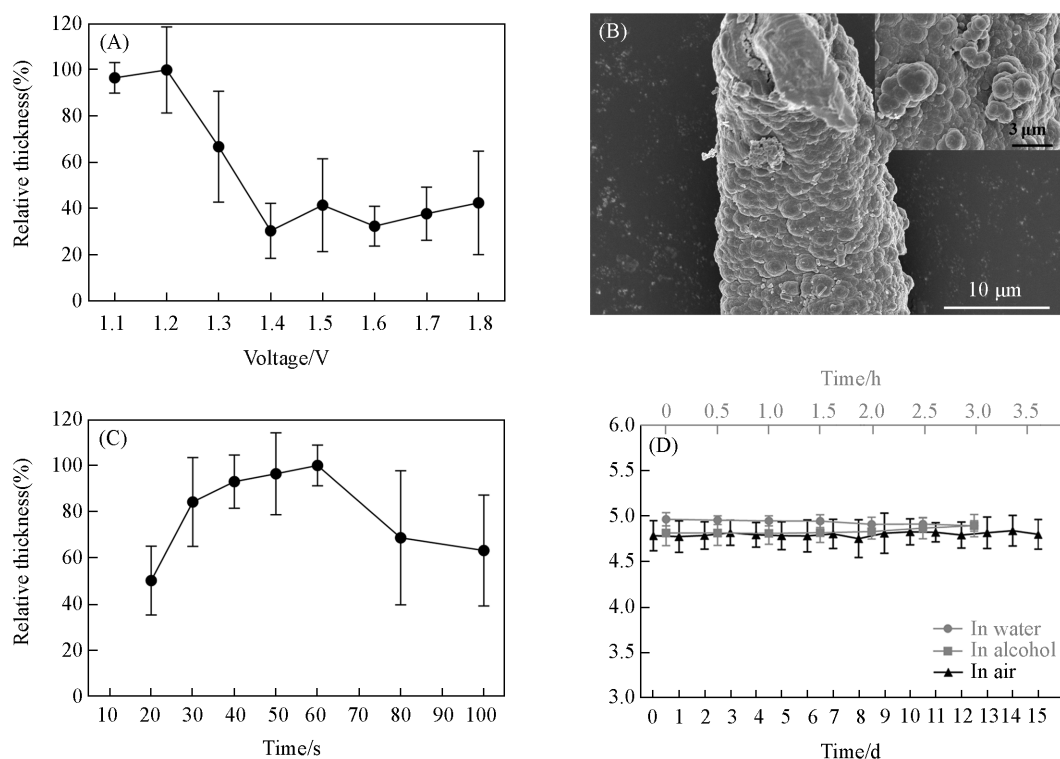 (A)
Relative thickness(%)
120
100
80
60
40
20
0
1.1 1.2 1.3 1.4 1.5 1.6 1.7 1.8
Voltage/V
(B)
3 μm
10 μm
(C)
Relative thickness(%)
120
100
80
60
40
20
0
10 20 30 40 50 60 70 80 90 100
Time/s
Time/h
0 0.5 1.0 1.5 2.0 2.5 3.0 3.5
(D)
6.0
5.5
5.0
4.5
4.0
3.5
3.0
In water
In alcohol
In air
0 1 2 3 4 5 6 7 8 9 10 11 12 13 14 15
Time/d